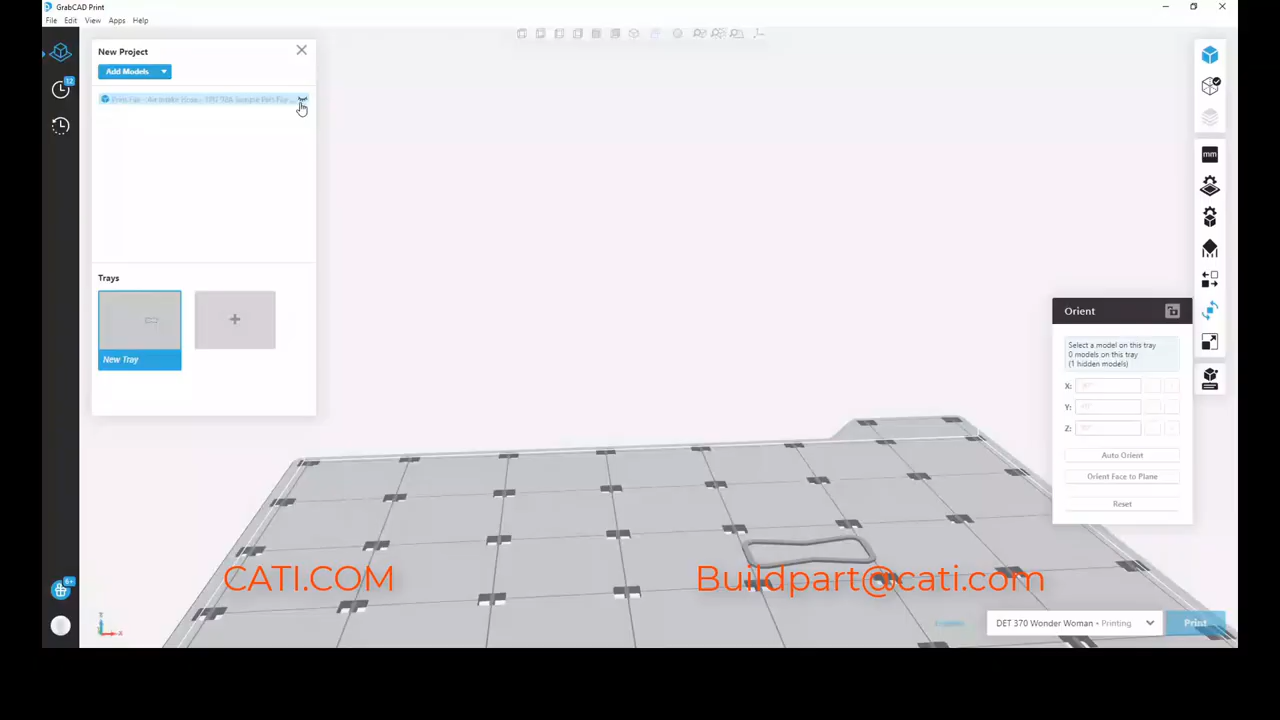 GrabCAD Print
File Edit View Apps Help
New Project
Add Models
12
mm
Trays
New Tray
Orient
Select a model on this tray
0 models on this tray
(1 hidden models)
X:
Y:
Z:
Auto Orient
Orient Face to Plane
Reset
CATI.COM
Buildpart@cati.com
6+
DET 370 Wonder Woman - Printing
Print
X